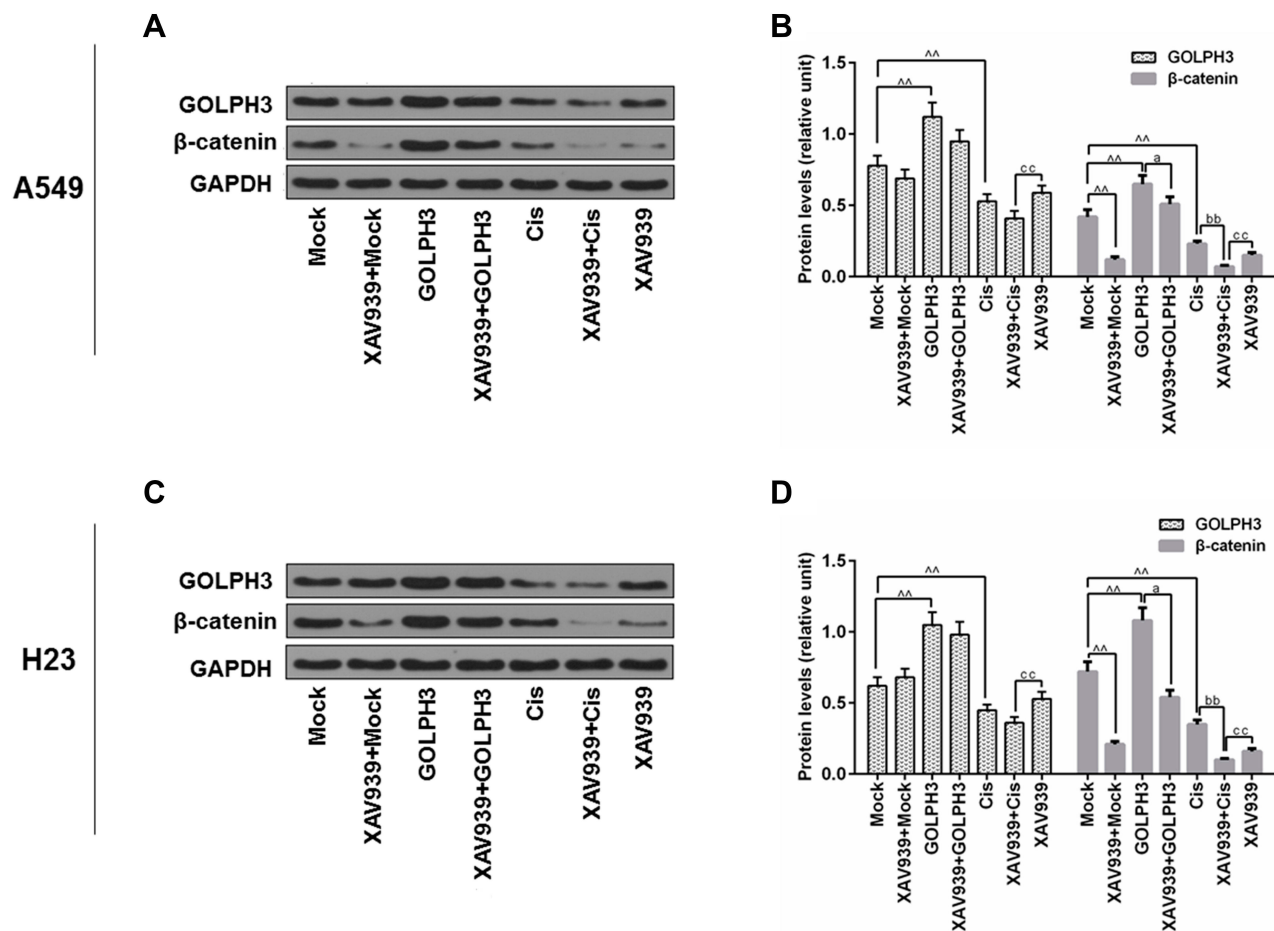 A
A549
GOLPH3
β-catenin
GAPDH
Mock
XAV939+Mock
GOLPH3
XAV939+GOLPH3
Cis
XAV939+Cis
XAV939
B
GOLPH3
β-catenin
Protein levels (relative unit)
1.5
1.0
0.5
0.0
^^
^^
cc
^^
^^
a
^^
bb
cc
Mock
XAV939+Mock
GOLPH3
XAV939+GOLPH3
Cis
XAV939+Cis
XAV939
Mock
XAV939+Mock
GOLPH3
XAV939+GOLPH3
Cis
XAV939+Cis
XAV939
C
H23
GOLPH3
β-catenin
GAPDH
Mock
XAV939+Mock
GOLPH3
XAV939+GOLPH3
Cis
XAV939+Cis
XAV939
D
GOLPH3
β-catenin
Protein levels (relative unit)
1.5
1.0
0.5
0.0
^^
^^
cc
^^
^^
a
^^
bb
cc
Mock
XAV939+Mock
GOLPH3
XAV939+GOLPH3
Cis
XAV939+Cis
XAV939
Mock
XAV939+Mock
GOLPH3
XAV939+GOLPH3
Cis
XAV939+Cis
XAV939